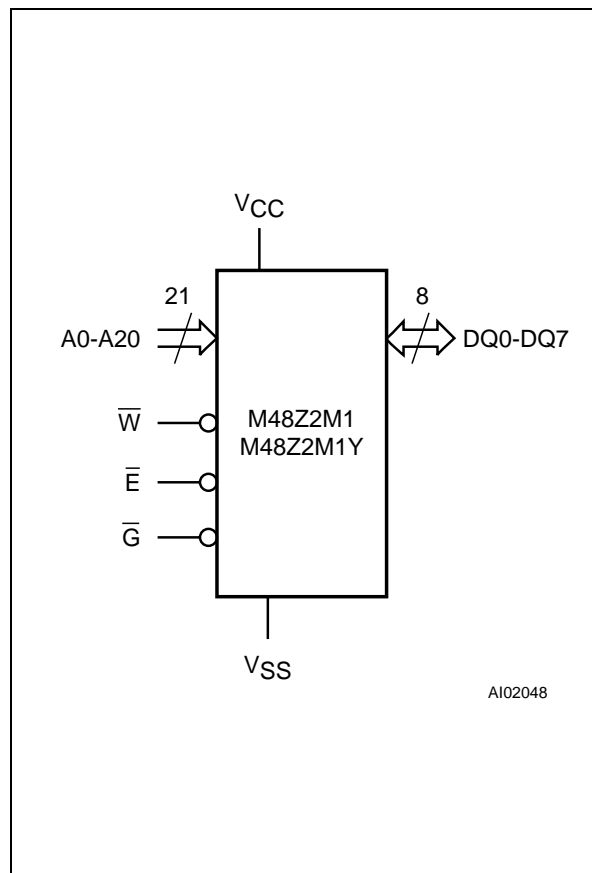 VCC
21
8
A0-A20
DQ0-DQ7
W̅
M48Z2M1
M48Z2M1Y
E̅
G̅
VSS
AI02048